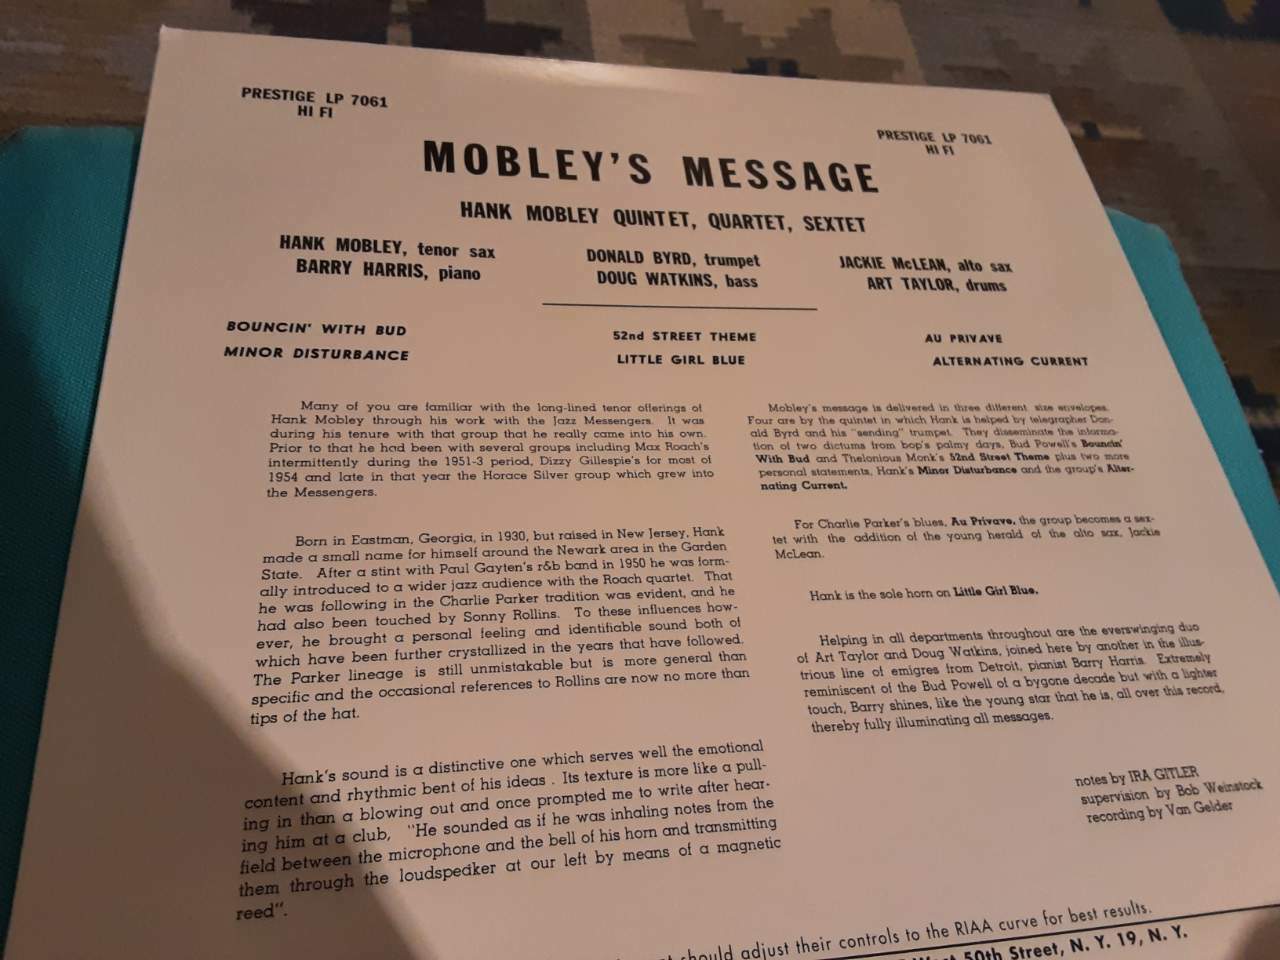 PRESTIGE LP 7061
HI FI
PRESTIGE LP 7061
HI FI
MOBLEY'S MESSAGE
HANK MOBLEY QUINTET, QUARTET, SEXTET
HANK MOBLEY, tenor sax
BARRY HARRIS, piano
DONALD BYRD, trumpet
DOUG WATKINS, bass
JACKIE McLEAN, alto sax
ART TAYLOR, drums
BOUNCIN' WITH BUD
MINOR DISTURBANCE
52nd STREET THEME
LITTLE GIRL BLUE
AU PRIVAVE
ALTERNATING CURRENT
Many of you are familiar with the long-lined tenor offerings of
Hank Mobley through his work with the Jazz Messengers. It was
during his tenure with that group that he really came into his own.
Prior to that he had been with several groups including Max Roach's
intermittently during the 1951-3 period, Dizzy Gillespie's for most of
1954 and late in that year the Horace Silver group which grew into
the Messengers.
Born in Eastman, Georgia, in 1930, but raised in New Jersey, Hank
made a small name for himself around the Newark area in the Garden
State. After a stint with Paul Gayten's r&b band in 1950 he was form-
ally introduced to a wider jazz audience with the Roach quartet. That
he was following in the Charlie Parker tradition was evident, and he
had also been touched by Sonny Rollins. To these influences how-
ever, he brought a personal feeling and identifiable sound both of
which have been further crystallized in the years that have followed.
The Parker lineage is still unmistakable but is more general than
specific and the occasional references to Rollins are now no more than
tips of the hat.
Hank's sound is a distinctive one which serves well the emotional
content and rhythmic bent of his ideas . Its texture is more like a pull-
ing in than a blowing out and once prompted me to write after hear-
ing him at a club, "He sounded as if he was inhaling notes from the
field between the microphone and the bell of his horn and transmitting
them through the loudspeaker at our left by means of a magnetic
reed".
Mobley's message is delivered in three different size envelopes.
Four are by the quintet in which Hank is helped by telegrapher Don-
ald Byrd and his "sending" trumpet. They disseminate the informa-
tion of two dictums from bop's palmy days, Bud Powell's Bouncin'
With Bud and Thelonious Monk's 52nd Street Theme plus two more
personal statements, Hank's Minor Disturbance and the group's Alter-
nating Current.
For Charlie Parker's blues, Au Privave, the group becomes a sex-
tet with the addition of the young herald of the alto sax, Jackie
McLean.
Hank is the sole horn on Little Girl Blue.
Helping in all departments throughout are the everswinging duo
of Art Taylor and Doug Watkins, joined here by another in the illus-
trious line of emigres from Detroit, pianist Barry Harris. Extremely
reminiscent of the Bud Powell of a bygone decade but with a lighter
touch, Barry shines, like the young star that he is, all over this record,
thereby fully illuminating all messages.
notes by IRA GITLER
supervision by Bob Weinstock
recording by Van Gelder
should adjust their controls to the RIAA curve for best results.
50th Street, N. Y. 19, N. Y.